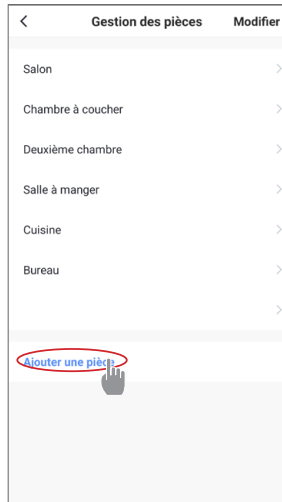 Gestion des pièces Modifier
Salon
Chambre à coucher
Deuxième chambre
Salle à manger
Cuisine
Bureau
Ajouter une pièce